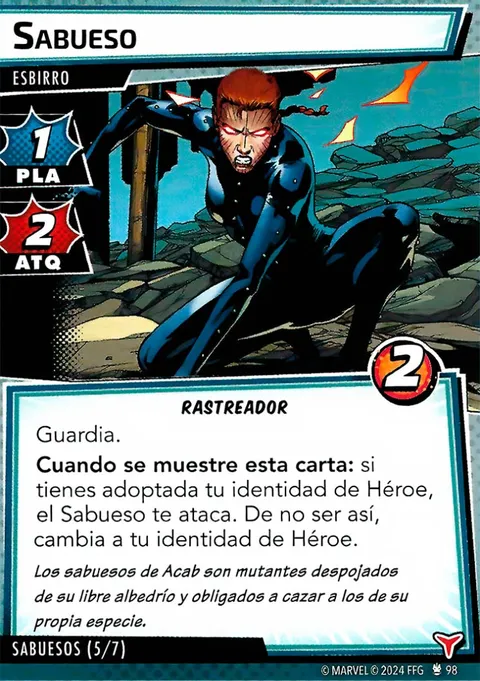 SABUESO
ESBIRRO
1
PLA
2
ATQ
2
RASTREADOR
Guardia.
Cuando se muestre esta carta: si
tienes adoptada tu identidad de Héroe,
el Sabueso te ataca. De no ser así,
cambia a tu identidad de Héroe.
Los sabuesos de Acab son mutantes despojados
de su libre albedrío y obligados a cazar a los de su
propia especie.
SABUESOS (5/7)
© MARVEL © 2024 FFG 98